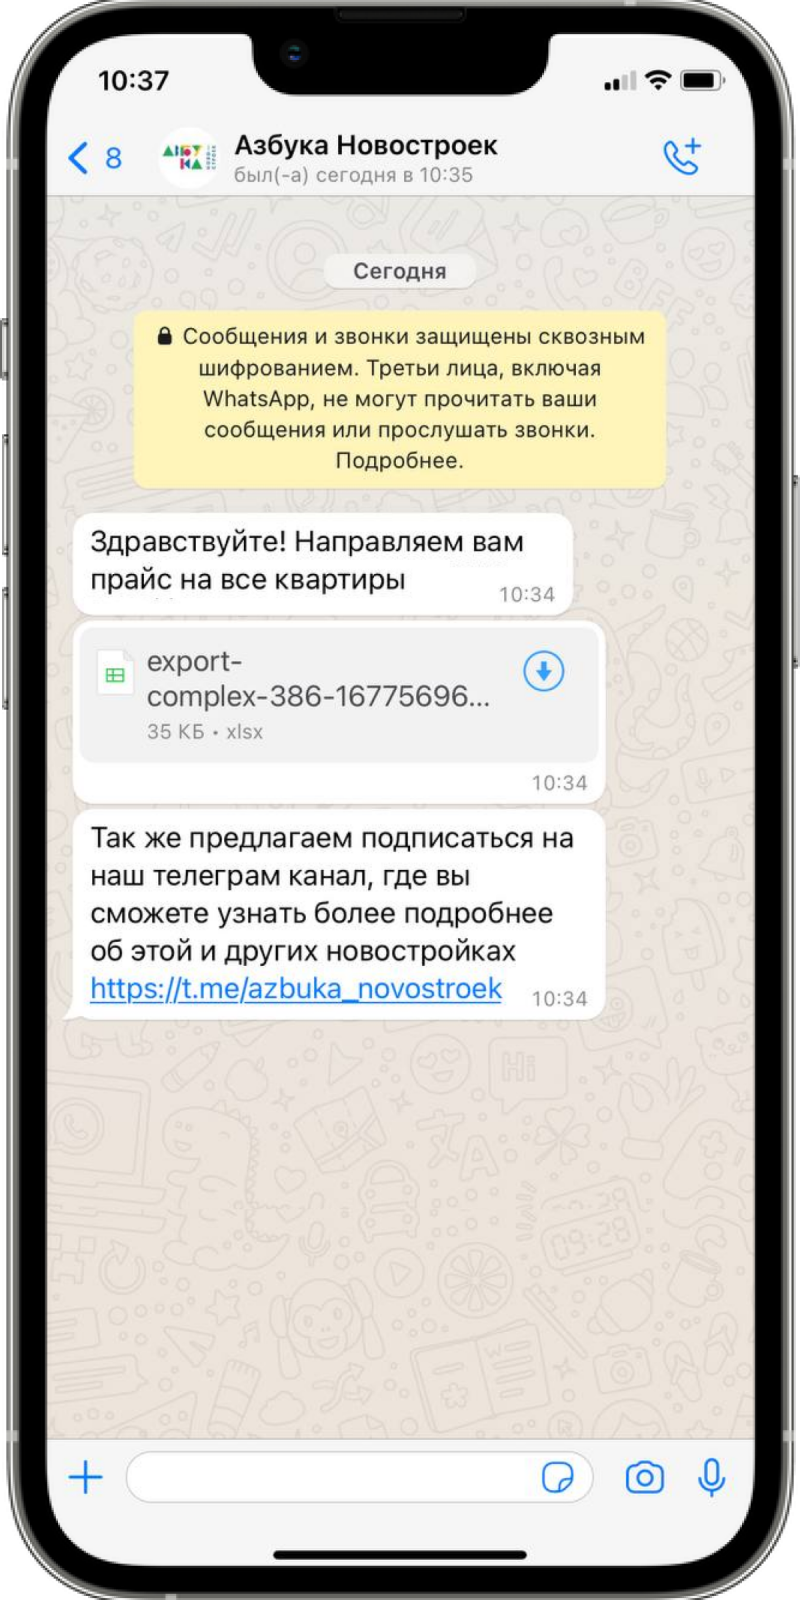 10:37
8
АЗБУКА
Азбука Новостроек
был(-а) сегодня в 10:35
Сегодня
Сообщения и звонки защищены сквозным
шифрованием. Третьи лица, включая
WhatsApp, не могут прочитать ваши
сообщения или прослушать звонки.
Подробнее.
Здравствуйте! Направляем вам
прайс на все квартиры
10:34
export-
complex-386-16775696...
35 КБ • xlsx
10:34
Так же предлагаем подписаться на
наш телеграм канал, где вы
сможете узнать более подробнее
об этой и других новостройках
https://t.me/azbuka_novostroek
10:34